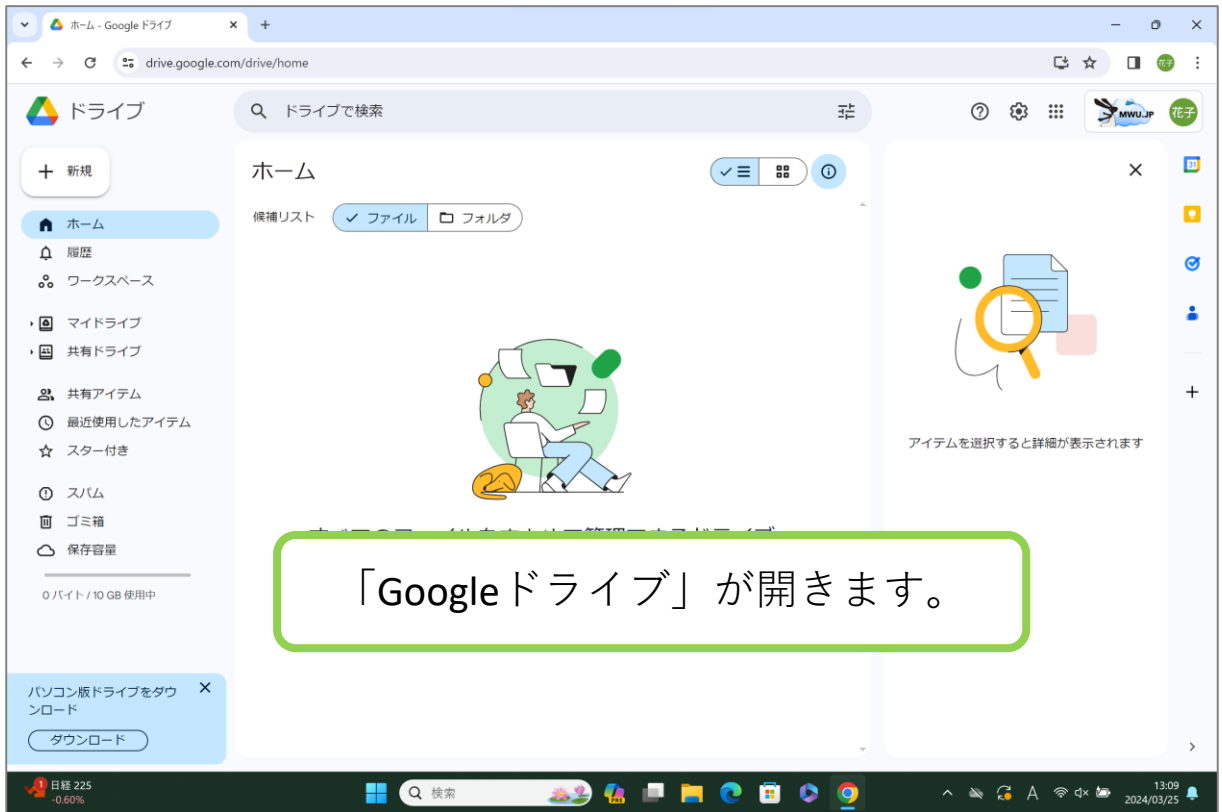 ホーム - Google ドライブ
drive.google.com/drive/home
花子
ドライブ
ドライブで検索
MWU.JP
花子
新規
ホーム
31
候補リスト
ファイル
フォルダ
ホーム
履歴
ワークスペース
マイドライブ
共有ドライブ
共有アイテム
最近使用したアイテム
スター付き
アイテムを選択すると詳細が表示されます
スパム
ゴミ箱
保存容量
0 バイト / 10 GB 使用中
「Googleドライブ」が開きます。
パソコン版ドライブをダウ
ンロード
ダウンロード
1
日経 225
-0.60%
検索
PRE
A
13:09
2024/03/25